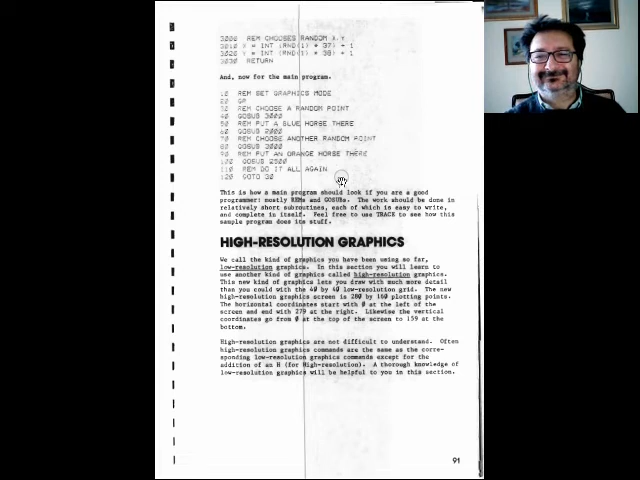 3000 REM CHOOSES RANDOM X,Y
3010 X = INT (RND(1) * 37) + 1
3020 Y = INT (RND(1) * 38) + 1
3030 RETURN
And, now for the main program.
10 REM SET GRAPHICS MODE
20 GR
30 REM CHOOSE A RANDOM POINT
40 GOSUB 3000
50 REM PUT A BLUE HORSE THERE
60 GOSUB 2000
70 REM CHOOSE ANOTHER RANDOM POINT
80 GOSUB 3000
90 REM PUT AN ORANGE HORSE THERE
100 GOSUB 2500
110 REM DO IT ALL AGAIN
120 GOTO 30
This is how a main program should look if you are a good
programmer: mostly REMs and GOSUBs. The work should be done in
relatively short subroutines, each of which is easy to write,
and complete in itself. Feel free to use TRACE to see how this
sample program does its stuff.
HIGH-RESOLUTION GRAPHICS
We call the kind of graphics you have been using so far,
low-resolution graphics. In this section you will learn to
use another kind of graphics called high-resolution graphics.
This new kind of graphics lets you draw with much more detail
than you could with the 40 by 40 low-resolution grid. The new
high-resolution graphics screen is 280 by 160 plotting points.
The horizontal coordinates start with 0 at the left of the
screen and end with 279 at the right. Likewise the vertical
coordinates go from 0 at the top of the screen to 159 at the
bottom.
High-resolution graphics are not difficult to understand. Often
high-resolution graphics commands are the same as the corre-
sponding low-resolution graphics commands except for the
addition of an H (for High-resolution). A thorough knowledge of
low-resolution graphics will be helpful to you in this section.
91